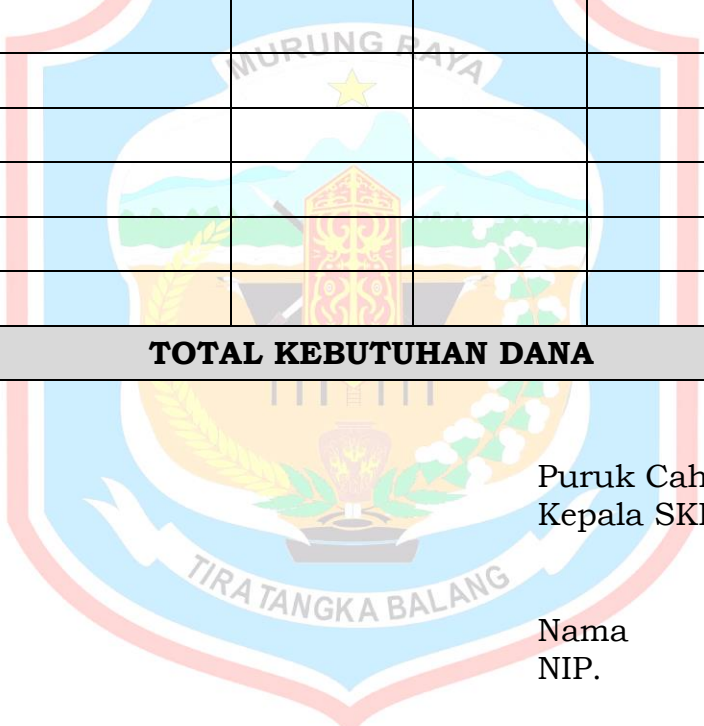 MURUNG RAYA
TOTAL KEBUTUHAN DANA
Puruk Cah
Kepala SK
TIRA TANGKA BALANG
Nama
NIP.